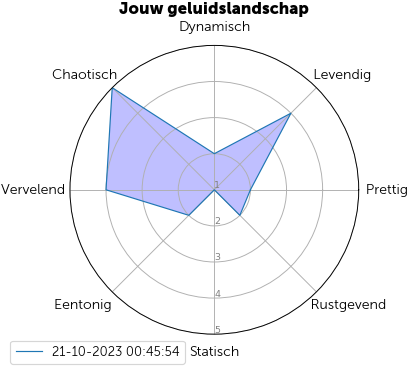 Jouw geluidslandschap
Dynamisch
Chaotisch
Levendig
Vervelend
1
Prettig
2
3
4
Eentonig
Rustgevend
5
21-10-2023 00:45:54
Statisch